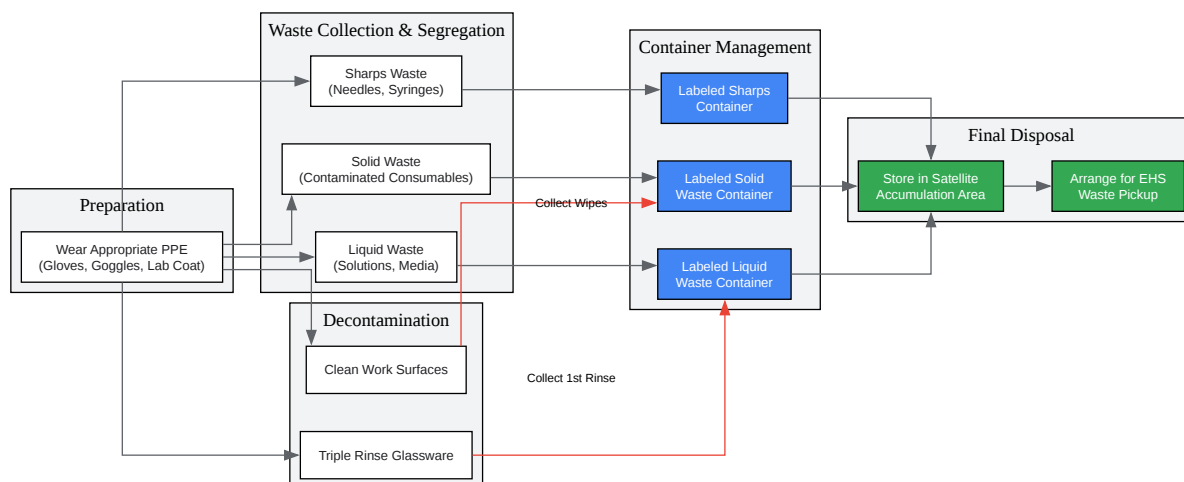 Waste Collection & Segregation
Sharps Waste
(Needles, Syringes)
Solid Waste
(Contaminated Consumables)
Liquid Waste
(Solutions, Media)
Preparation
Wear Appropriate PPE
(Gloves, Goggles, Lab Coat)
Decontamination
Clean Work Surfaces
Triple Rinse Glassware
Collect Wipes
Collect 1st Rinse
Container Management
Labeled Sharps
Container
Labeled Solid
Waste Container
Labeled Liquid
Waste Container
Final Disposal
Store in Satellite
Accumulation Area
Arrange for EHS
Waste Pickup